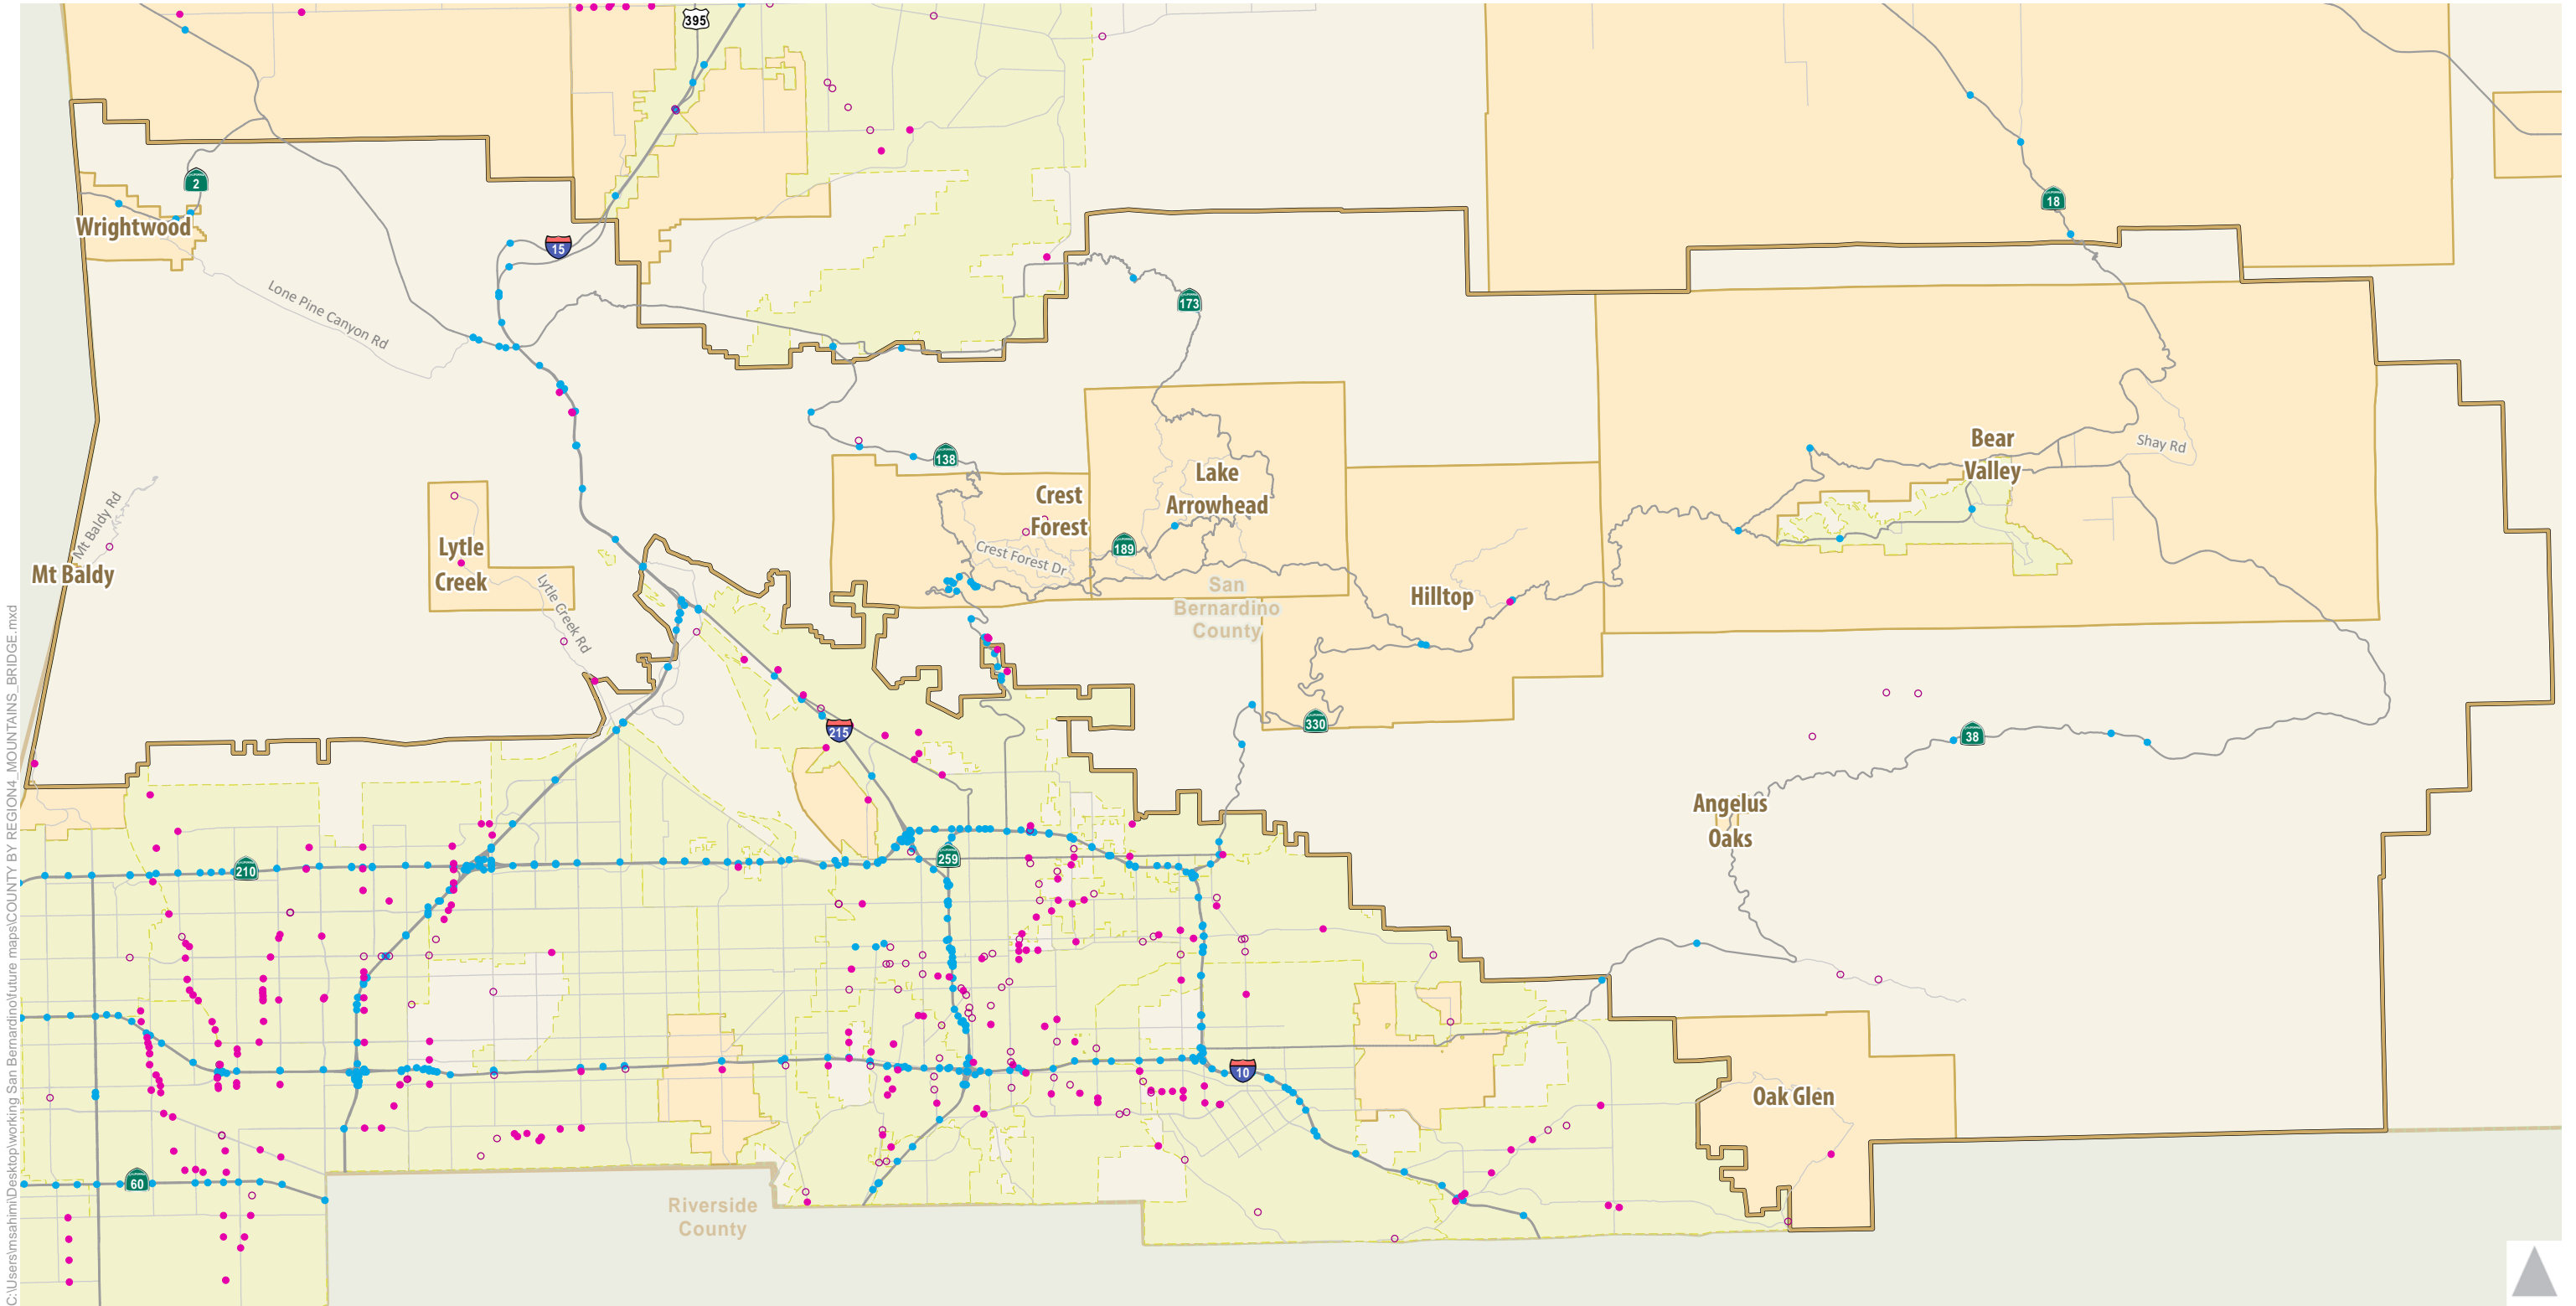 395
2
Wrightwood
15
18
Lone Pine Canyon Rd
173
138
Bear
Valley
Shay Rd
Lake
Arrowhead
Crest
Forest
Crest Forest Dr
189
Mt Baldy Rd
Mt Baldy
Lytle
Creek
Lytle Creek Rd
San
Bernardino
County
Hilltop
330
215
38
Angelus
Oaks
210
259
10
Oak Glen
60
Riverside
County
C:\Users\msahimi\Desktop\working San Bernardino\future maps\COUNTY BY REGION4_MOUNTAINS_BRIDGE.mxd